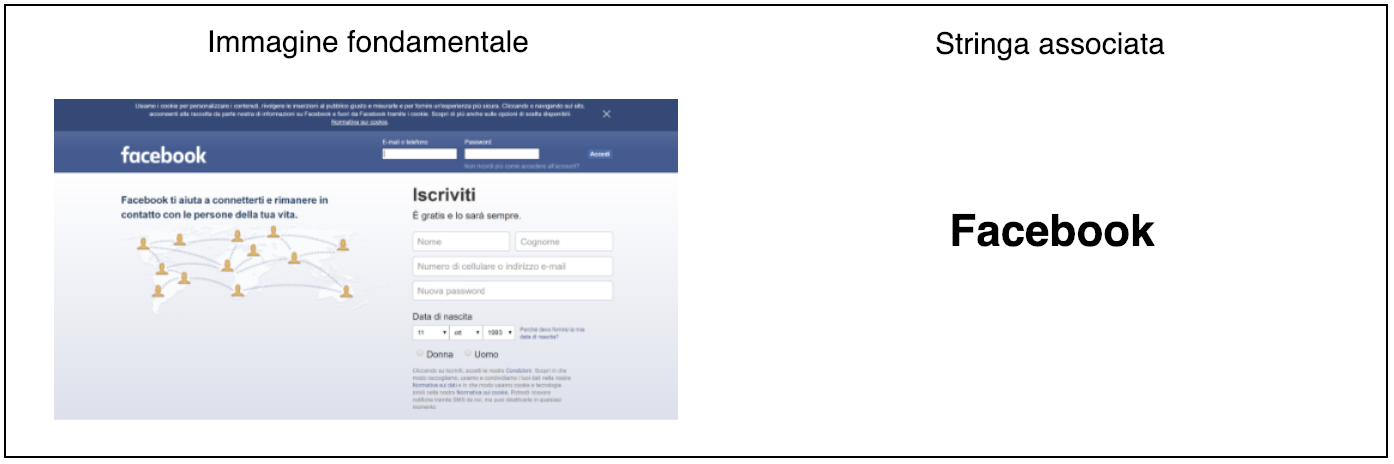 Immagine fondamentale
Stringa associata
Usiamo i cookie per personalizzare i contenuti, rivolgere le inserzioni al pubblico giusto e misurarle e per fornire un'esperienza più sicura. Cliccando o navigando sul sito,
acconsenti alla raccolta da parte nostra di informazioni su Facebook e fuori da Facebook tramite i cookie. Scopri di più anche sulle opzioni di scelta disponibili:
Normativa sui cookie.
E-mail o telefono
Password
facebook
Accedi
Non ricordi più come accedere all'account?
Facebook ti aiuta a connetterti e rimanere in
contatto con le persone della tua vita.
Iscriviti
È gratis e lo sarà sempre.
Nome
Cognome
Numero di cellulare o indirizzo e-mail
Nuova password
Data di nascita
11
ott
1993
Perché devo fornire la mia
data di nascita?
Donna
Uomo
Cliccando su Iscriviti, accetti le nostre Condizioni. Scopri in che
modo raccogliamo, usiamo e condividiamo i tuoi dati nella nostra
Normativa sui dati e in che modo usiamo cookie e tecnologie
simili nella nostra Normativa sui cookie. Potresti ricevere
notifiche tramite SMS da noi, ma puoi disattivarle in qualsiasi
momento
Facebook